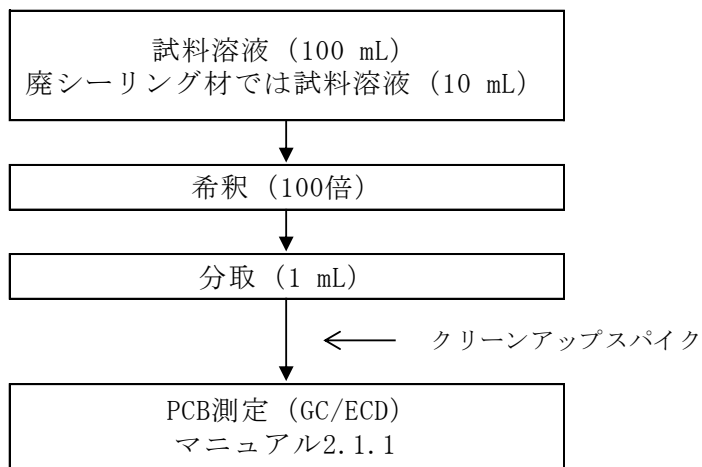 試料溶液 (100 mL)
廃シーリング材では試料溶液 (10 mL)
希釈 (100倍)
分取 (1 mL)
クリーンアップスパイク
PCB測定 (GC/ECD)
マニュアル2.1.1